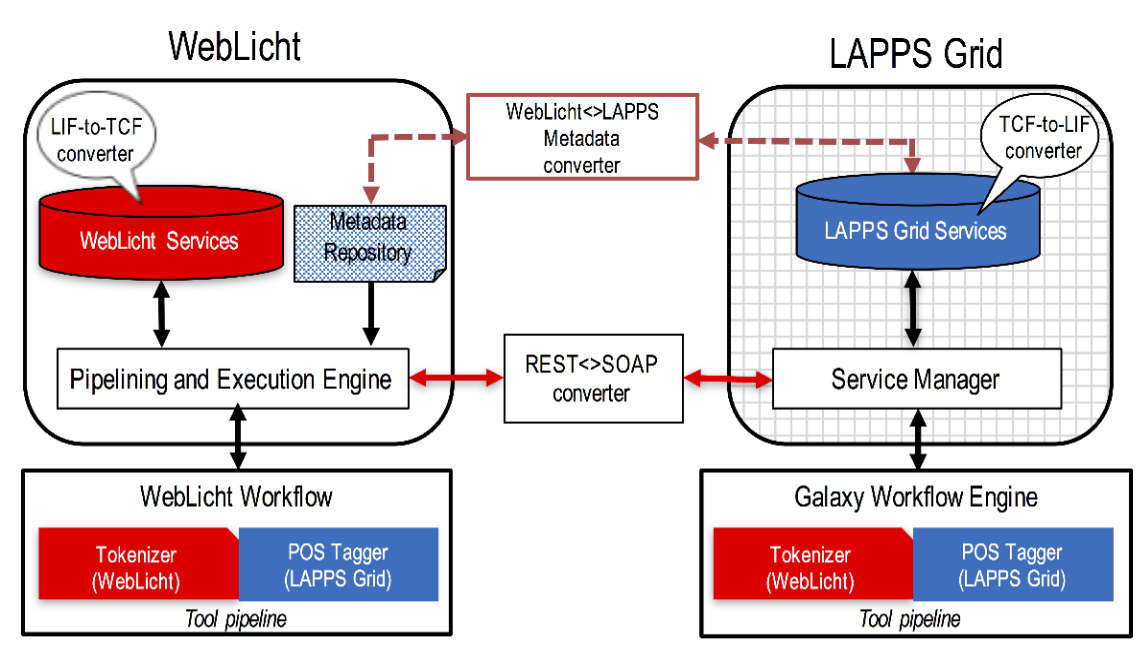 WebLicht
LAPPS Grid
LIF-to-TCF
converter
WebLicht<>LAPPS
Metadata
converter
TCF-to-LIF
converter
WebLicht Services
Metadata
Repository
LAPPS Grid Services
Pipelining and Execution Engine
REST<>SOAP
converter
Service Manager
WebLicht Workflow
Tokenizer
(WebLicht)
POS Tagger
(LAPPS Grid)
Tool pipeline
Galaxy Workflow Engine
Tokenizer
(WebLicht)
POS Tagger
(LAPPS Grid)
Tool pipeline